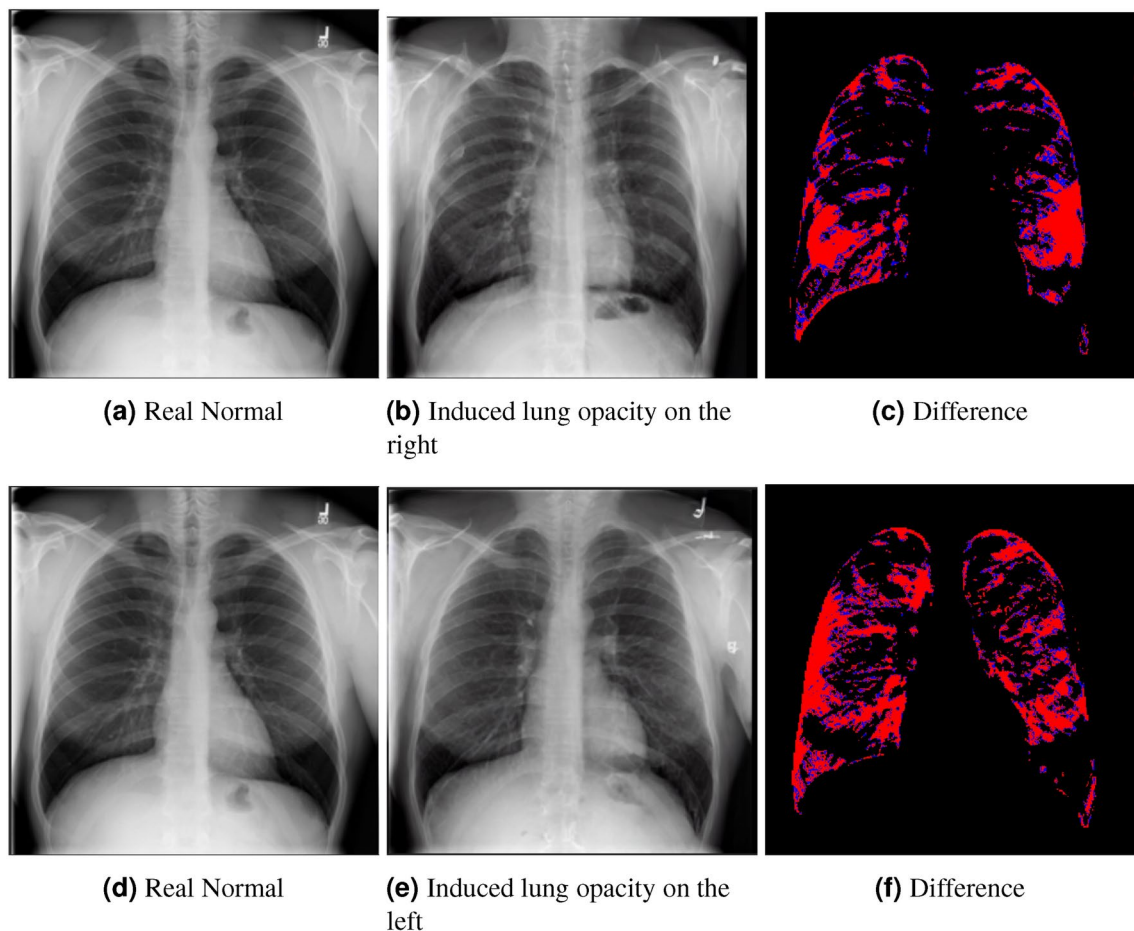 (a) Real Normal
(b) Induced lung opacity on the
right
(c) Difference
(d) Real Normal
(e) Induced lung opacity on the
left
(f) Difference